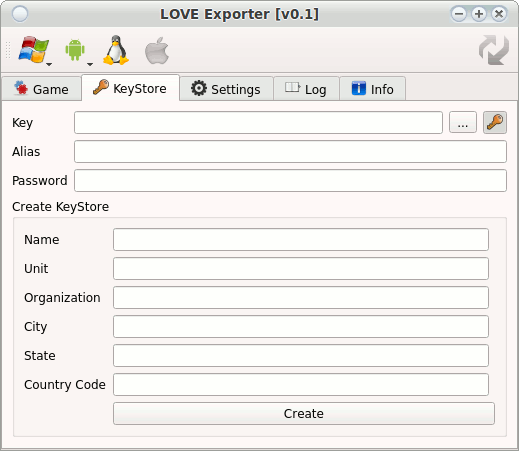 LOVE Exporter [v0.1]
Game KeyStore Settings Log Info
Key ...
Alias
Password
Create KeyStore
Name
Unit
Organization
City
State
Country Code
Create